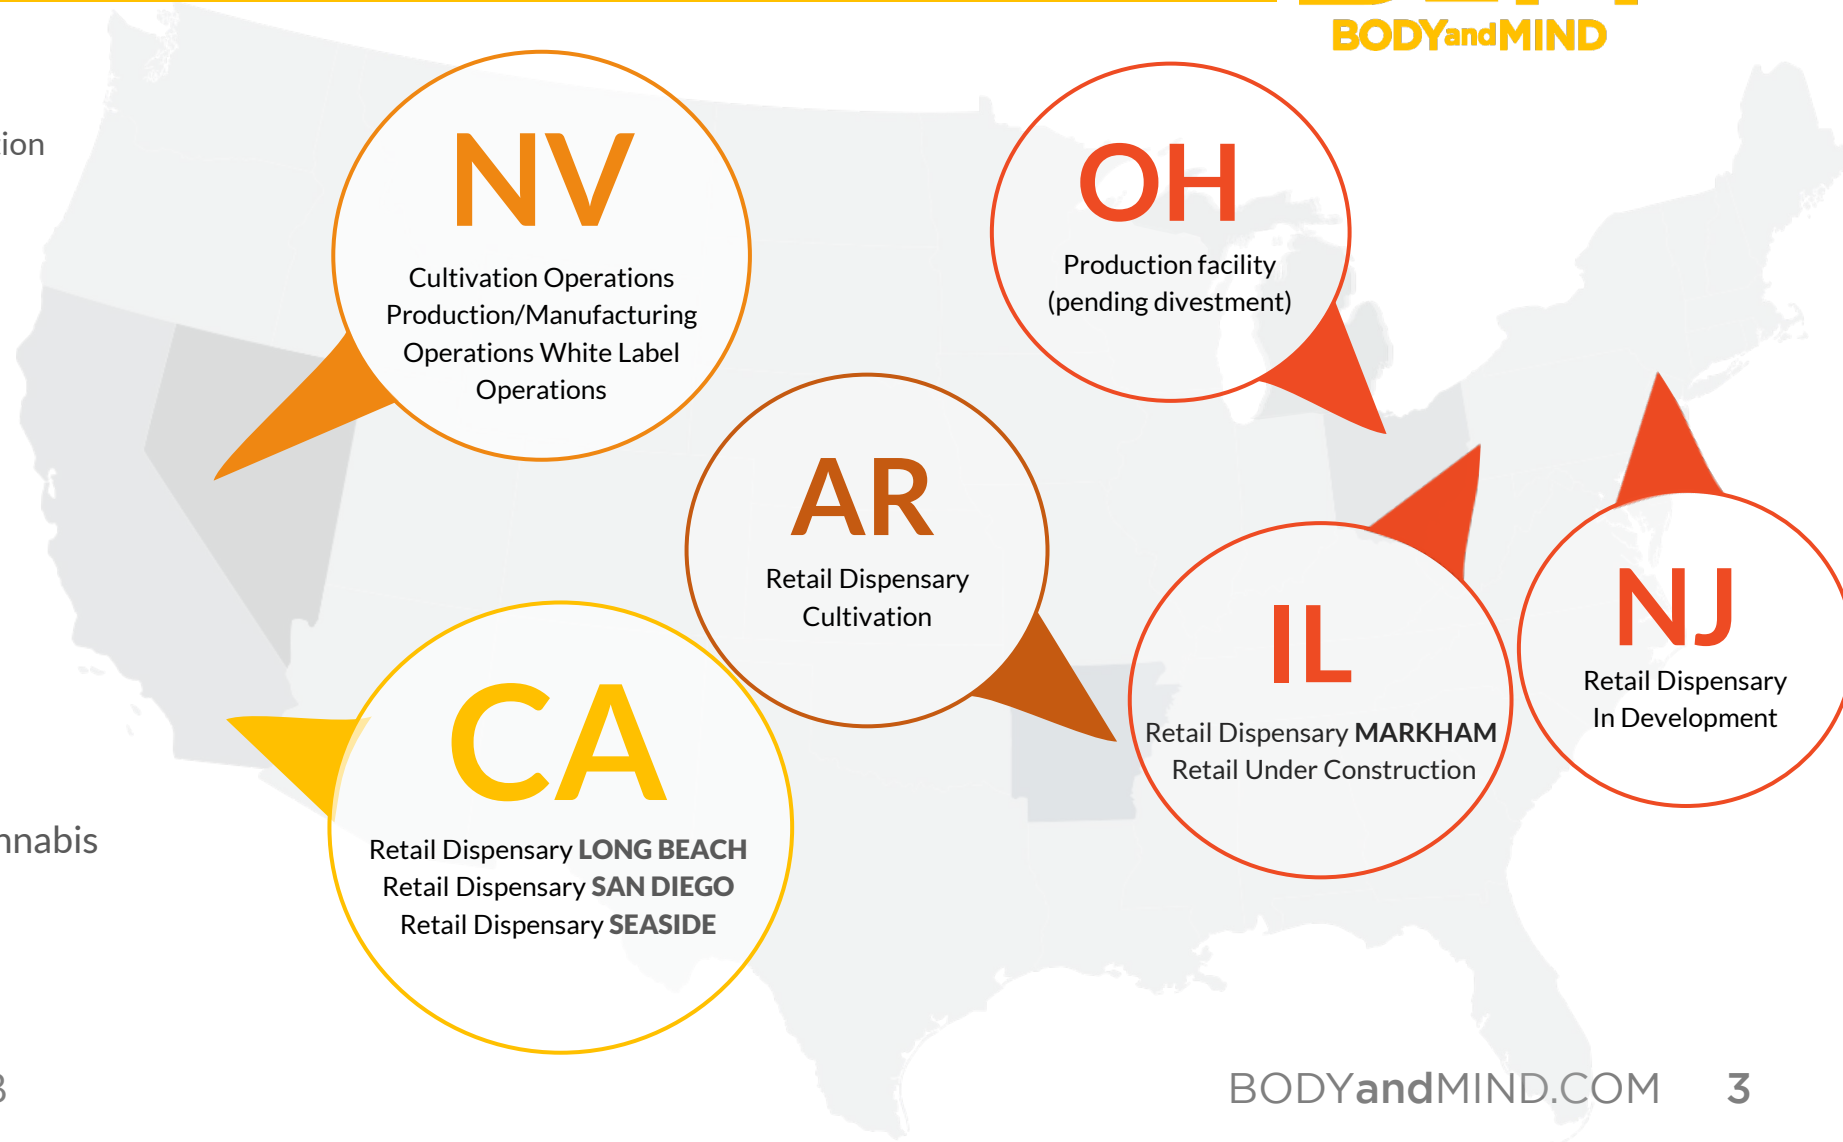 BODYandMIND
NV
Cultivation Operations
Production/Manufacturing
Operations White Label
Operations
OH
Production facility
(pending divestment)
AR
Retail Dispensary
Cultivation
IL
Retail Dispensary MARKHAM
Retail Under Construction
NJ
Retail Dispensary
In Development
CA
Retail Dispensary LONG BEACH
Retail Dispensary SAN DIEGO
Retail Dispensary SEASIDE
BODYandMIND.COM 3